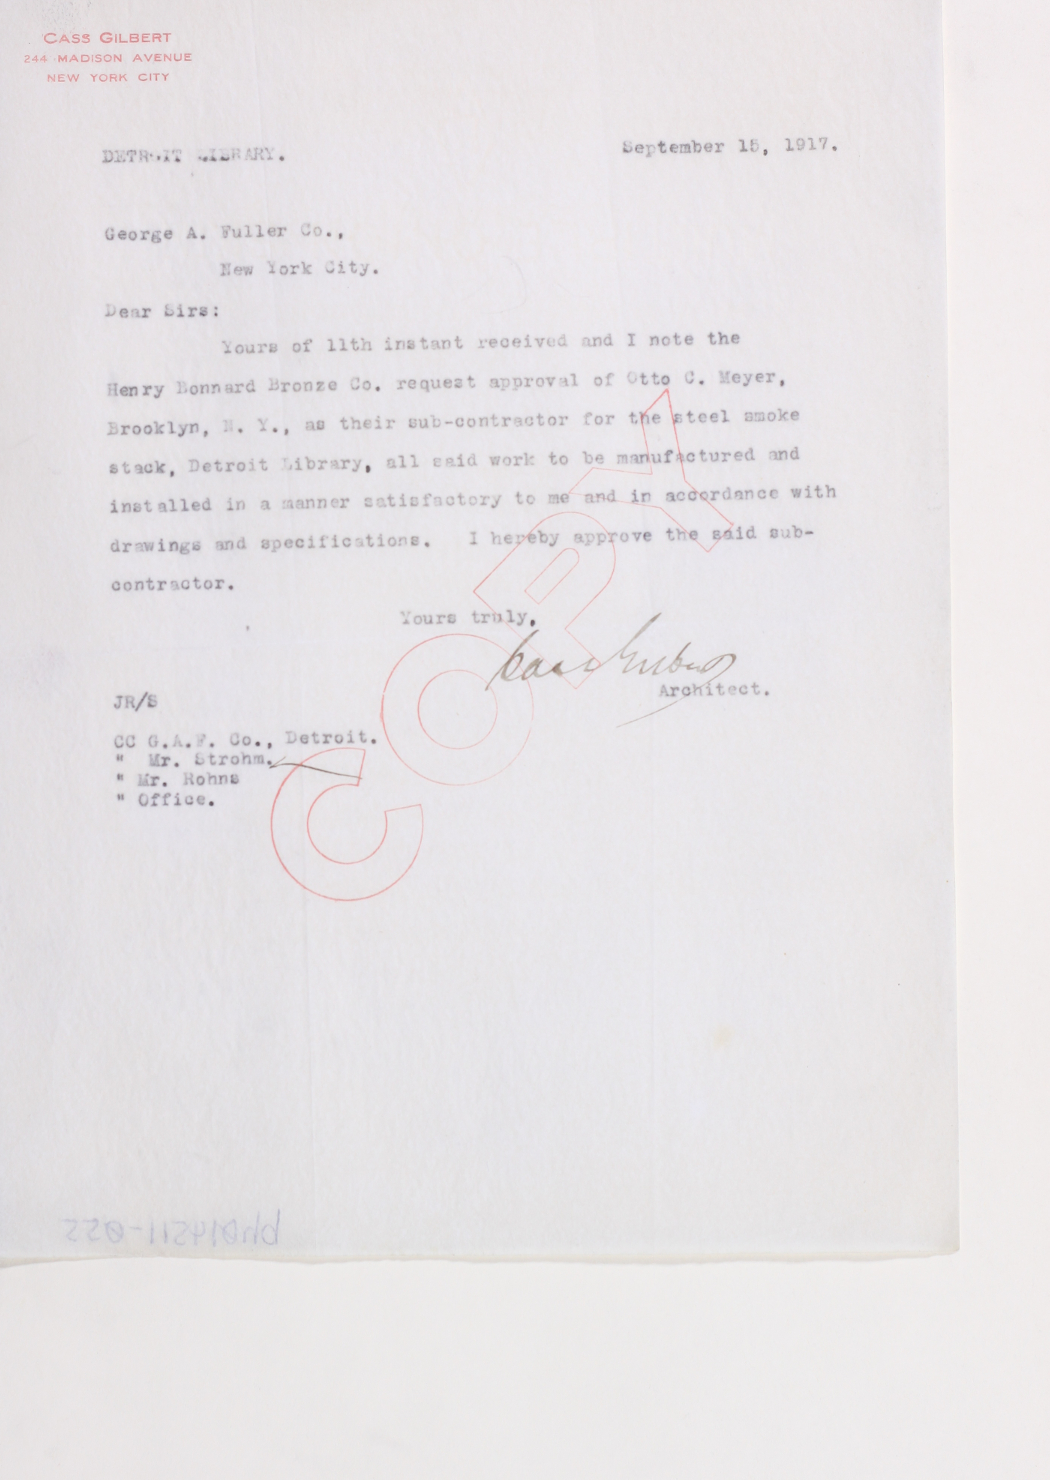 CASS GILBERT
244 MADISON AVENUE
NEW YORK CITY
DETROIT LIBRARY.
September 15, 1917.
George A. Fuller Co.,
New York City.
Dear Sirs:
Yours of 11th instant received and I note the
Henry Bonnard Bronze Co. request approval of Otto C. Meyer,
Brooklyn, N. Y., as their sub-contractor for the steel smoke
stack, Detroit Library, all said work to be manufactured and
installed in a manner satisfactory to me and in accordance with
drawings and specifications. I hereby approve the said sub-
contractor.
Yours truly,
Cass Gilbert
Architect.
JR/S
CC G.A.F. Co., Detroit.
" Mr. Strohm.
" Mr. Rohns
" Office.
COPY
ph014211-022